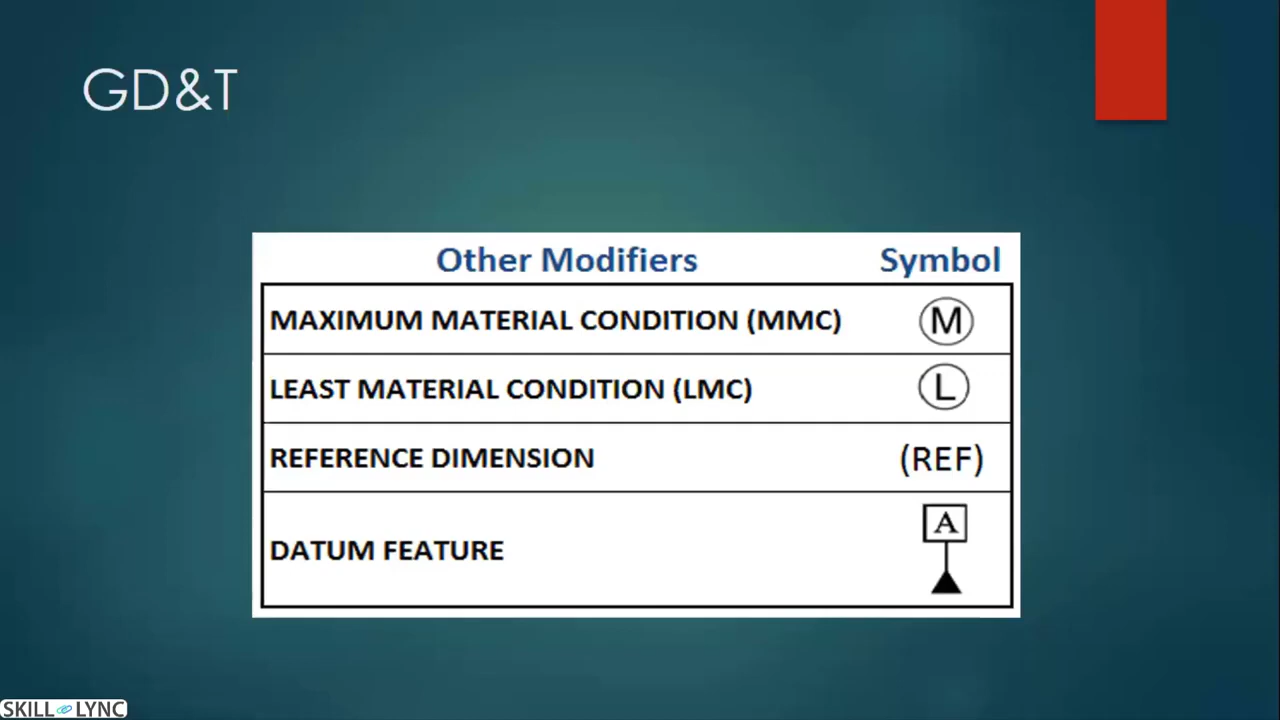 GD&T
Other Modifiers Symbol
MAXIMUM MATERIAL CONDITION (MMC) M
LEAST MATERIAL CONDITION (LMC) L
REFERENCE DIMENSION (REF)
A
DATUM FEATURE
SKILL LYNC